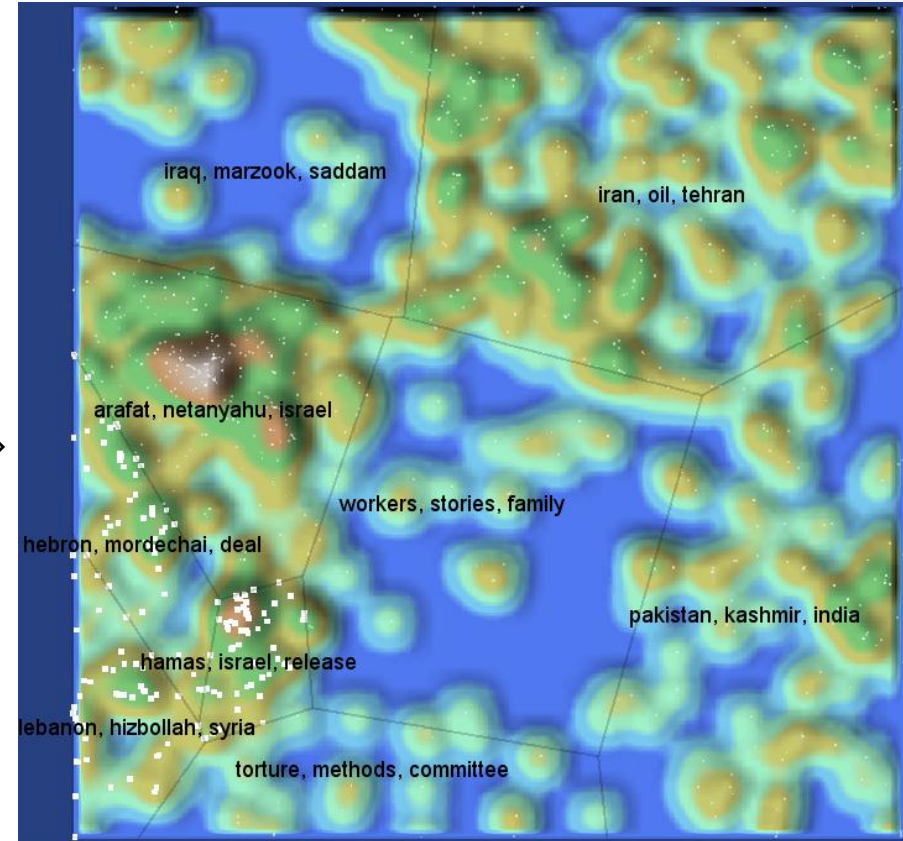 iraq, marzook, saddam
iran, oil, tehran
arafat, netanyahu, israel
workers, stories, family
hebron, mordechai, deal
pakistan, kashmir, india
hamas, israel, release
lebanon, hizbollah, syria
torture, methods, committee